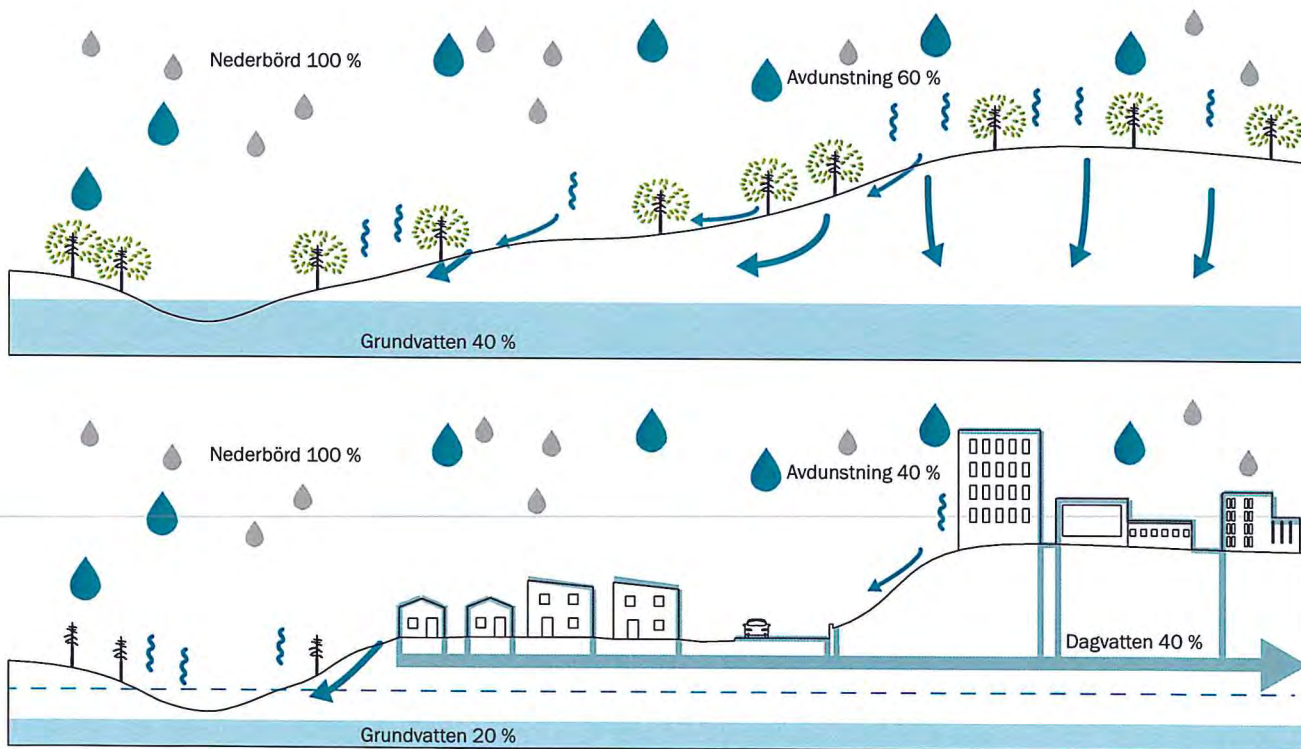 Nederbörd 100 %
Avdunstning 60 %
Grundvatten 40 %
Nederbörd 100 %
Avdunstning 40 %
Dagvatten 40 %
Grundvatten 20 %